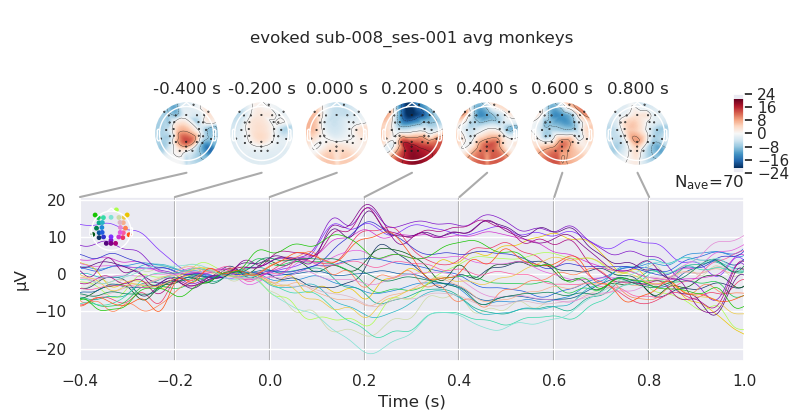 evoked sub-008_ses-001 avg monkeys
-0.400 s -0.200 s 0.000 s 0.200 s 0.400 s 0.600 s 0.800 s
24
16
8
0
−8
−16
−24
Nave=70
20
10
0
−10
−20
µV
−0.4 −0.2 0.0 0.2 0.4 0.6 0.8 1.0
Time (s)